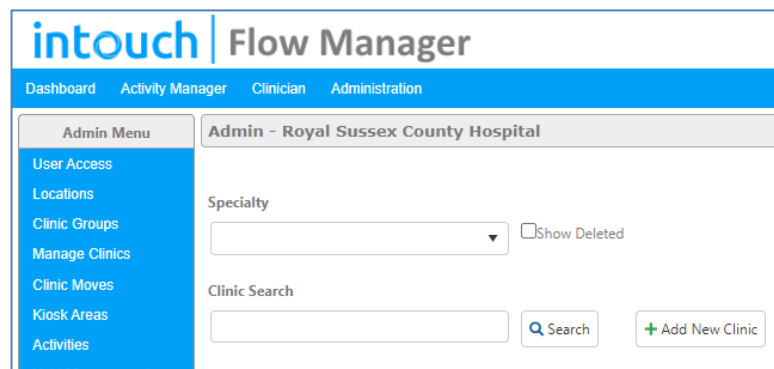 intouch Flow Manager
Dashboard Activity Manager Clinician Administration
Admin Menu
User Access
Locations
Clinic Groups
Manage Clinics
Clinic Moves
Kiosk Areas
Activities
Admin - Royal Sussex County Hospital
Specialty
Show Deleted
Clinic Search
Search
Add New Clinic